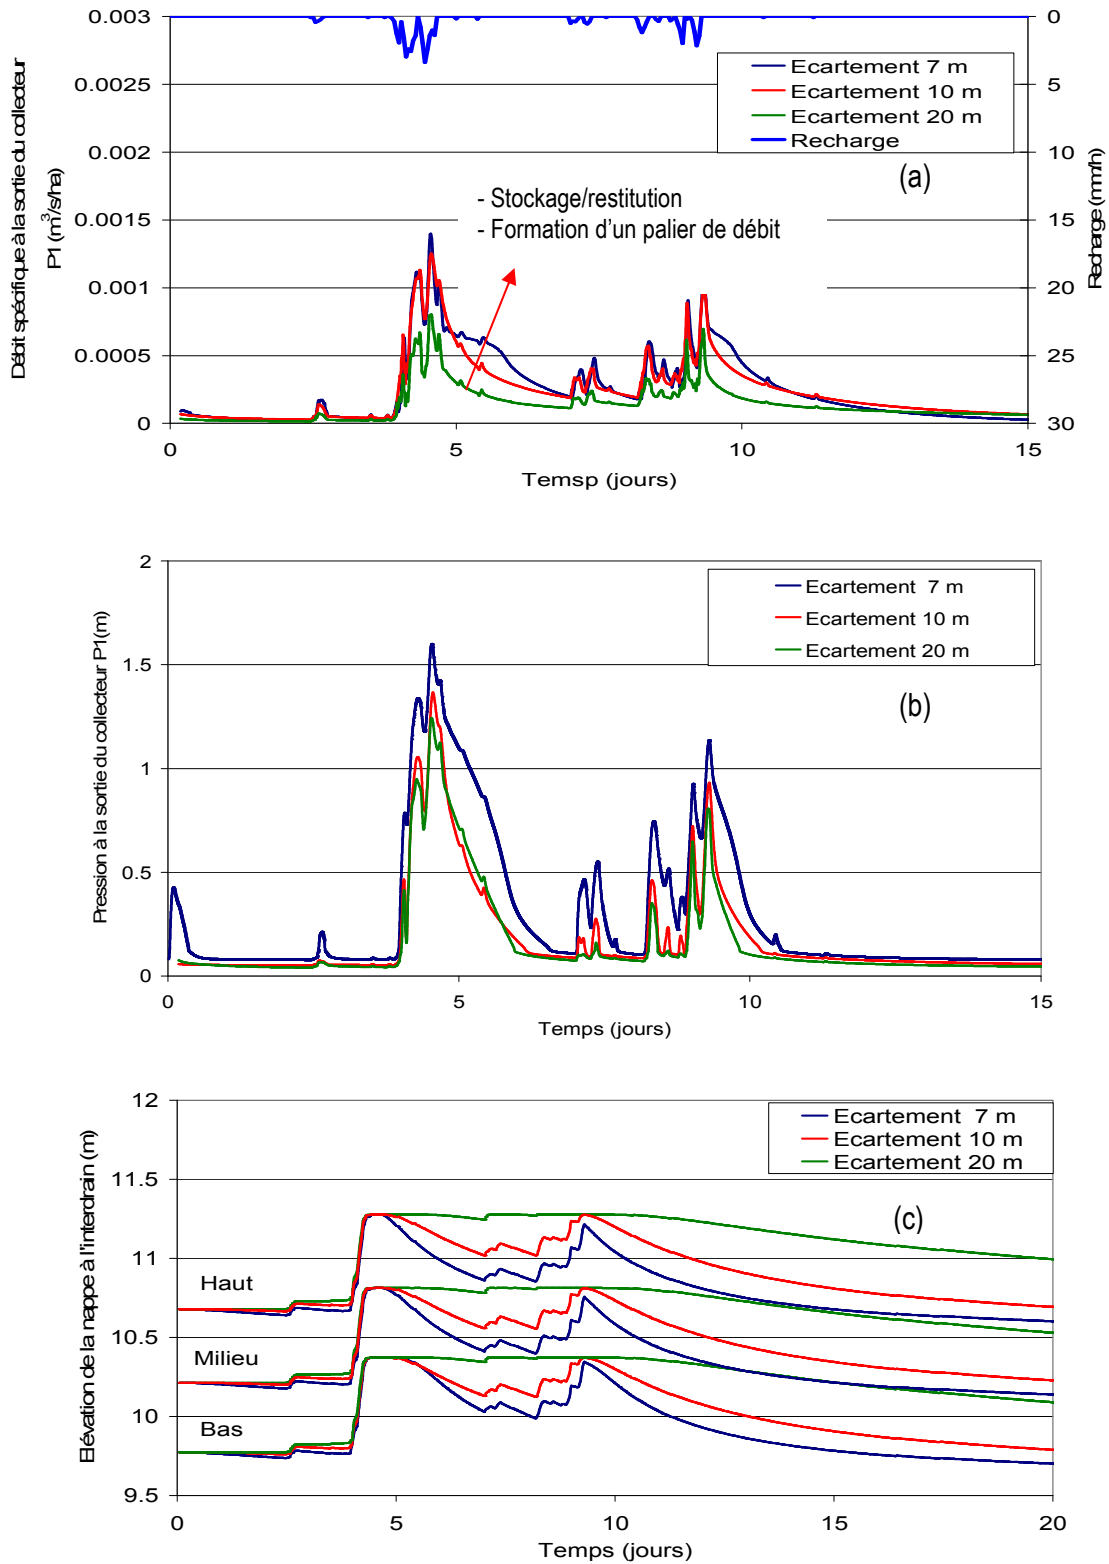 0.003
0.0025
0.002
0.0015
0.001
0.0005
0
Débit spécifique à la sortie du collecteur
P1 (m³/s/ha)
0
5
10
15
20
25
30
Recharge (mm/h)
Ecartement 7 m
Ecartement 10 m
Ecartement 20 m
Recharge
(a)
- Stockage/restitution
- Formation d'un palier de débit
0
5
10
15
Temsp (jours)
2
1.5
1
0.5
0
Pression à la sortie du collecteur P1(m)
Ecartement 7 m
Ecartement 10 m
Ecartement 20 m
(b)
0
5
10
15
Temps (jours)
12
11.5
11
10.5
10
9.5
Elévation de la nappe à l'interdrain (m)
Ecartement 7 m
Ecartement 10 m
Ecartement 20 m
(c)
Haut
Milieu
Bas
0
5
10
15
20
Temps (jours)